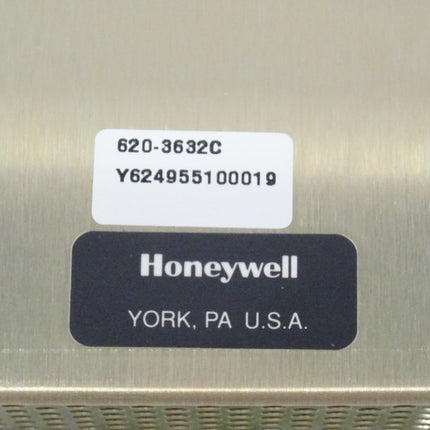 620-3632C
Y624955100019
Honeywell
YORK, PA U.S.A.